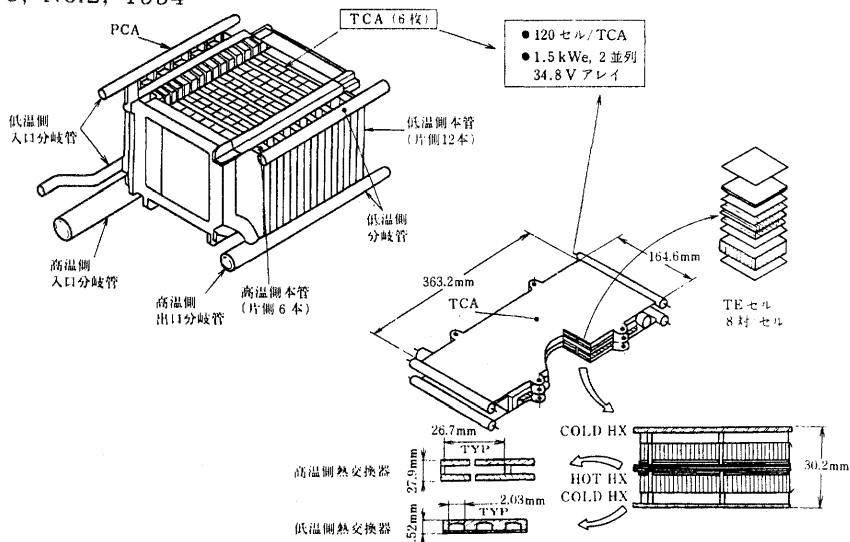 No.2, 1994
PCA
TCA (6枚)
● 120 セル/TCA
● 1.5 kWe, 2 並列
34.8 V アレイ
低温側
入口分岐管
低温側本管
(片側12本)
低温側
分岐管
高温側
入口分岐管
高温側
出口分岐管
高温側本管
(片側 6 本)
363.2mm
164.6mm
TCA
TE セル
8 対 セル
26.7mm
TYP
高温側熱交換器
27.9mm
2.03mm
TYP
低温側熱交換器
.52mm
COLD HX
HOT HX
COLD HX
30.2mm